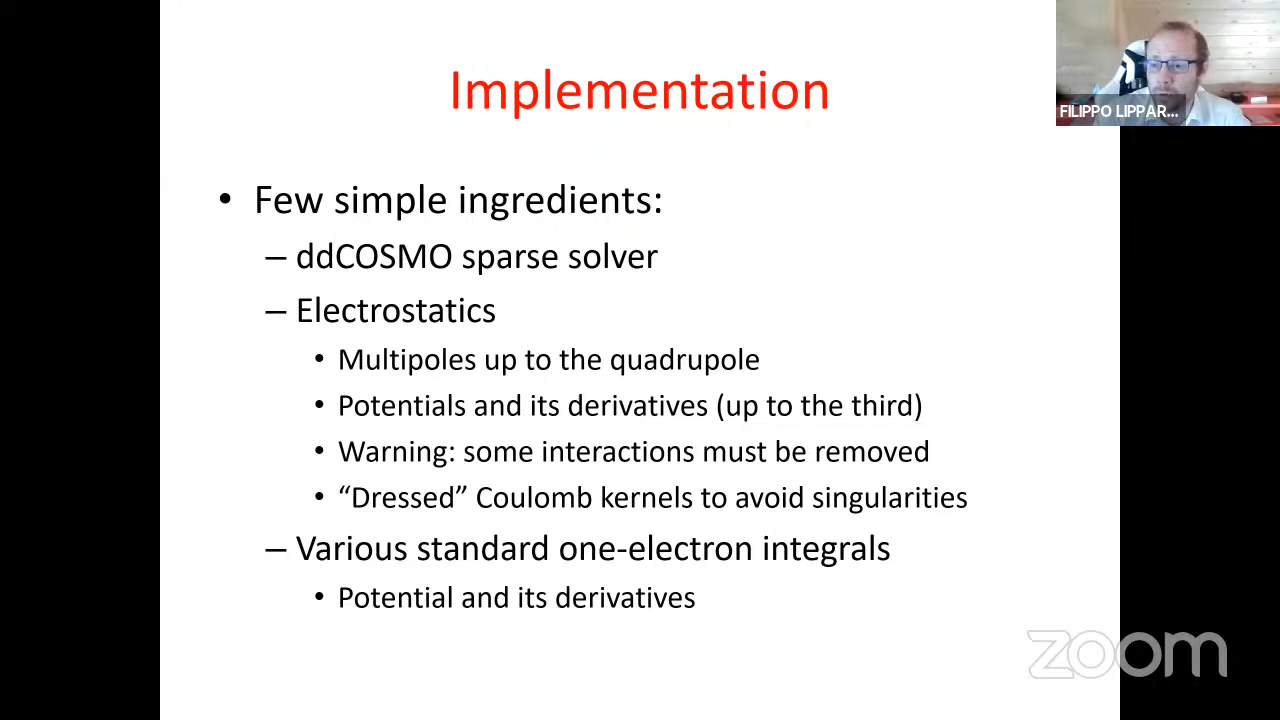 Implementation
FILIPPO LIPPAR...
• Few simple ingredients:
– ddCOSMO sparse solver
– Electrostatics
• Multipoles up to the quadrupole
• Potentials and its derivatives (up to the third)
• Warning: some interactions must be removed
• “Dressed” Coulomb kernels to avoid singularities
– Various standard one-electron integrals
• Potential and its derivatives
zoom